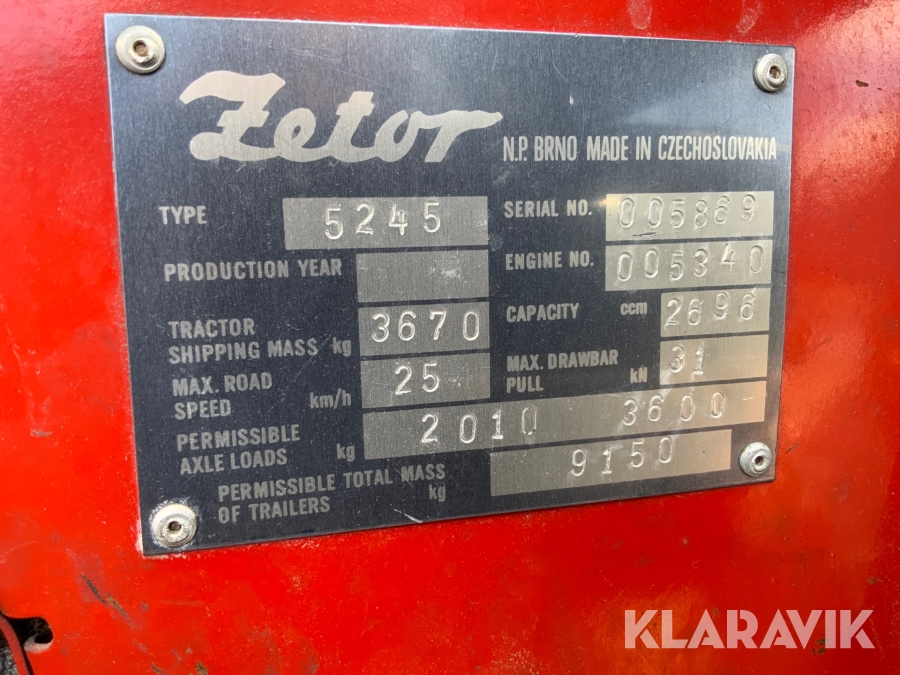 Zetor
N.P. BRNO MADE IN CZECHOSLOVAKIA
TYPE 5245
SERIAL NO. 005869
PRODUCTION YEAR
ENGINE NO. 005340
TRACTOR
SHIPPING MASS kg 3670
CAPACITY ccm 2696
MAX. ROAD
SPEED km/h 25
MAX. DRAWBAR
PULL kN 31
PERMISSIBLE
AXLE LOADS kg 2010 3600
PERMISSIBLE TOTAL MASS
OF TRAILERS kg 9150
KLARAVIK